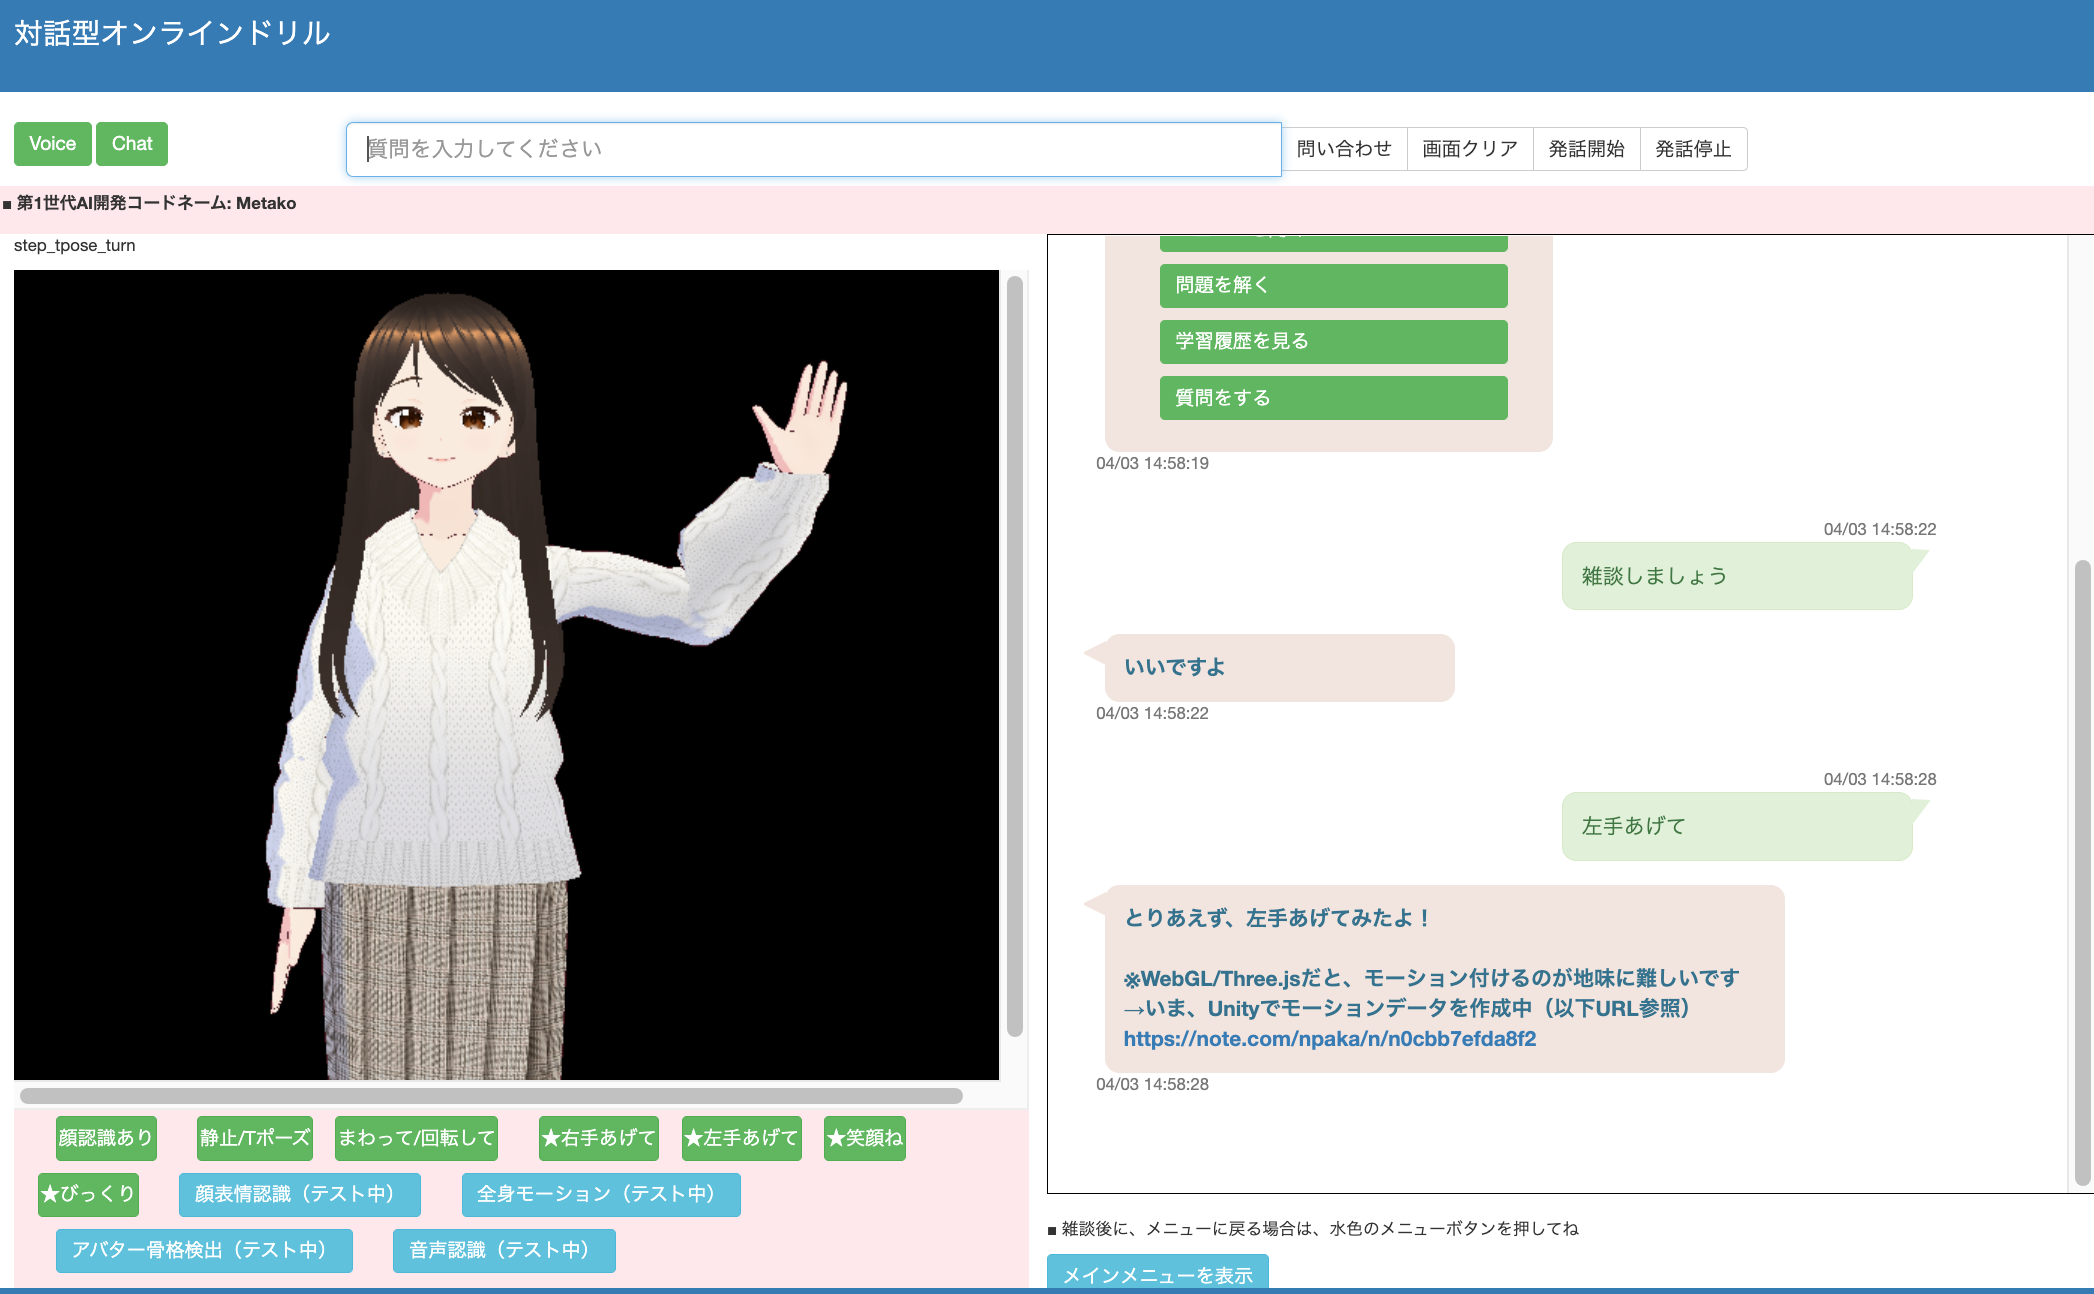 対話型オンラインドリル
Voice
Chat
質問を入力してください
問い合わせ
画面クリア
発話開始
発話停止
■ 第1世代AI開発コードネーム: Metako
step_tpose_turn
顔認識あり
静止/Tポーズ
まわって/回転して
★右手あげて
★左手あげて
★笑顔ね
★びっくり
顔表情認識（テスト中）
全身モーション（テスト中）
アバター骨格検出（テスト中）
音声認識（テスト中）
問題を解く
学習履歴を見る
質問をする
04/03 14:58:19
04/03 14:58:22
雑談しましょう
いいですよ
04/03 14:58:22
04/03 14:58:28
左手あげて
とりあえず、左手あげてみたよ！
※WebGL/Three.jsだと、モーション付けるのが地味に難しいです
→いま、Unityでモーションデータを作成中（以下URL参照）
https://note.com/npaka/n/n0cbb7efda8f2
04/03 14:58:28
■ 雑談後に、メニューに戻る場合は、水色のメニューボタンを押してね
メインメニューを表示